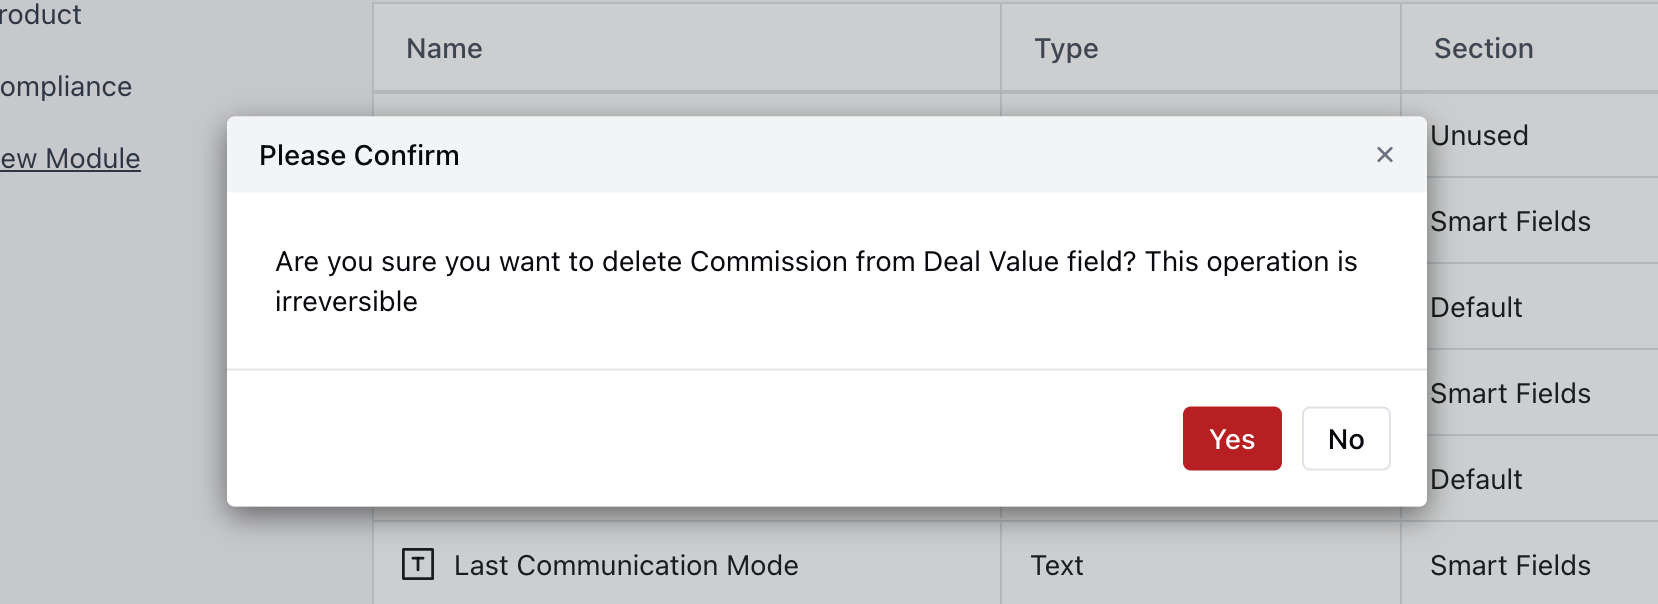 roduct
Name Type Section
ompliance
Unused
Please Confirm
ew Module
Smart Fields
Are you sure you want to delete Commission from Deal Value field? This operation is
irreversible
Default
Smart Fields
Yes No
Default
T Last Communication Mode Text Smart Fields